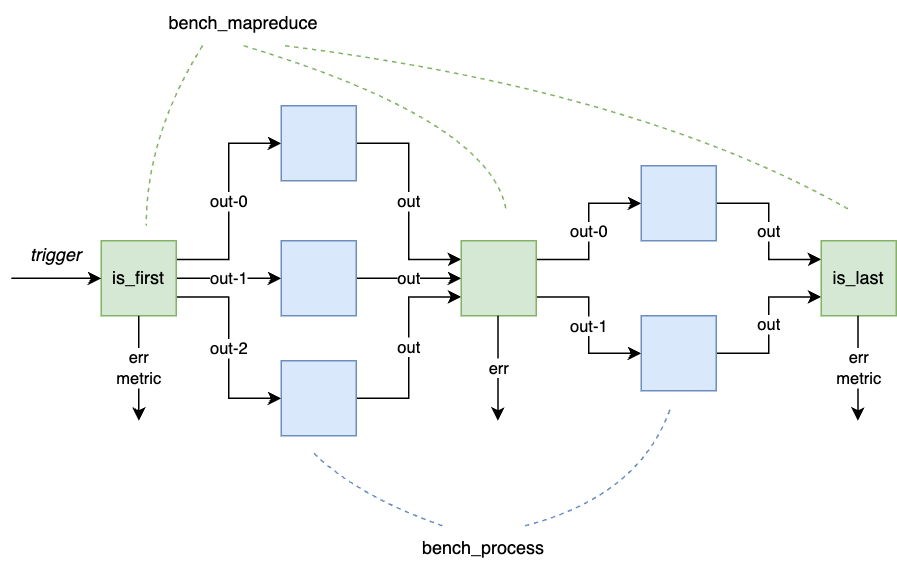 bench_mapreduce
out-0
out
out-0
out
trigger
is_first
out-1
out
is_last
out-2
out
out-1
out
err
metric
err
err
metric
bench_process